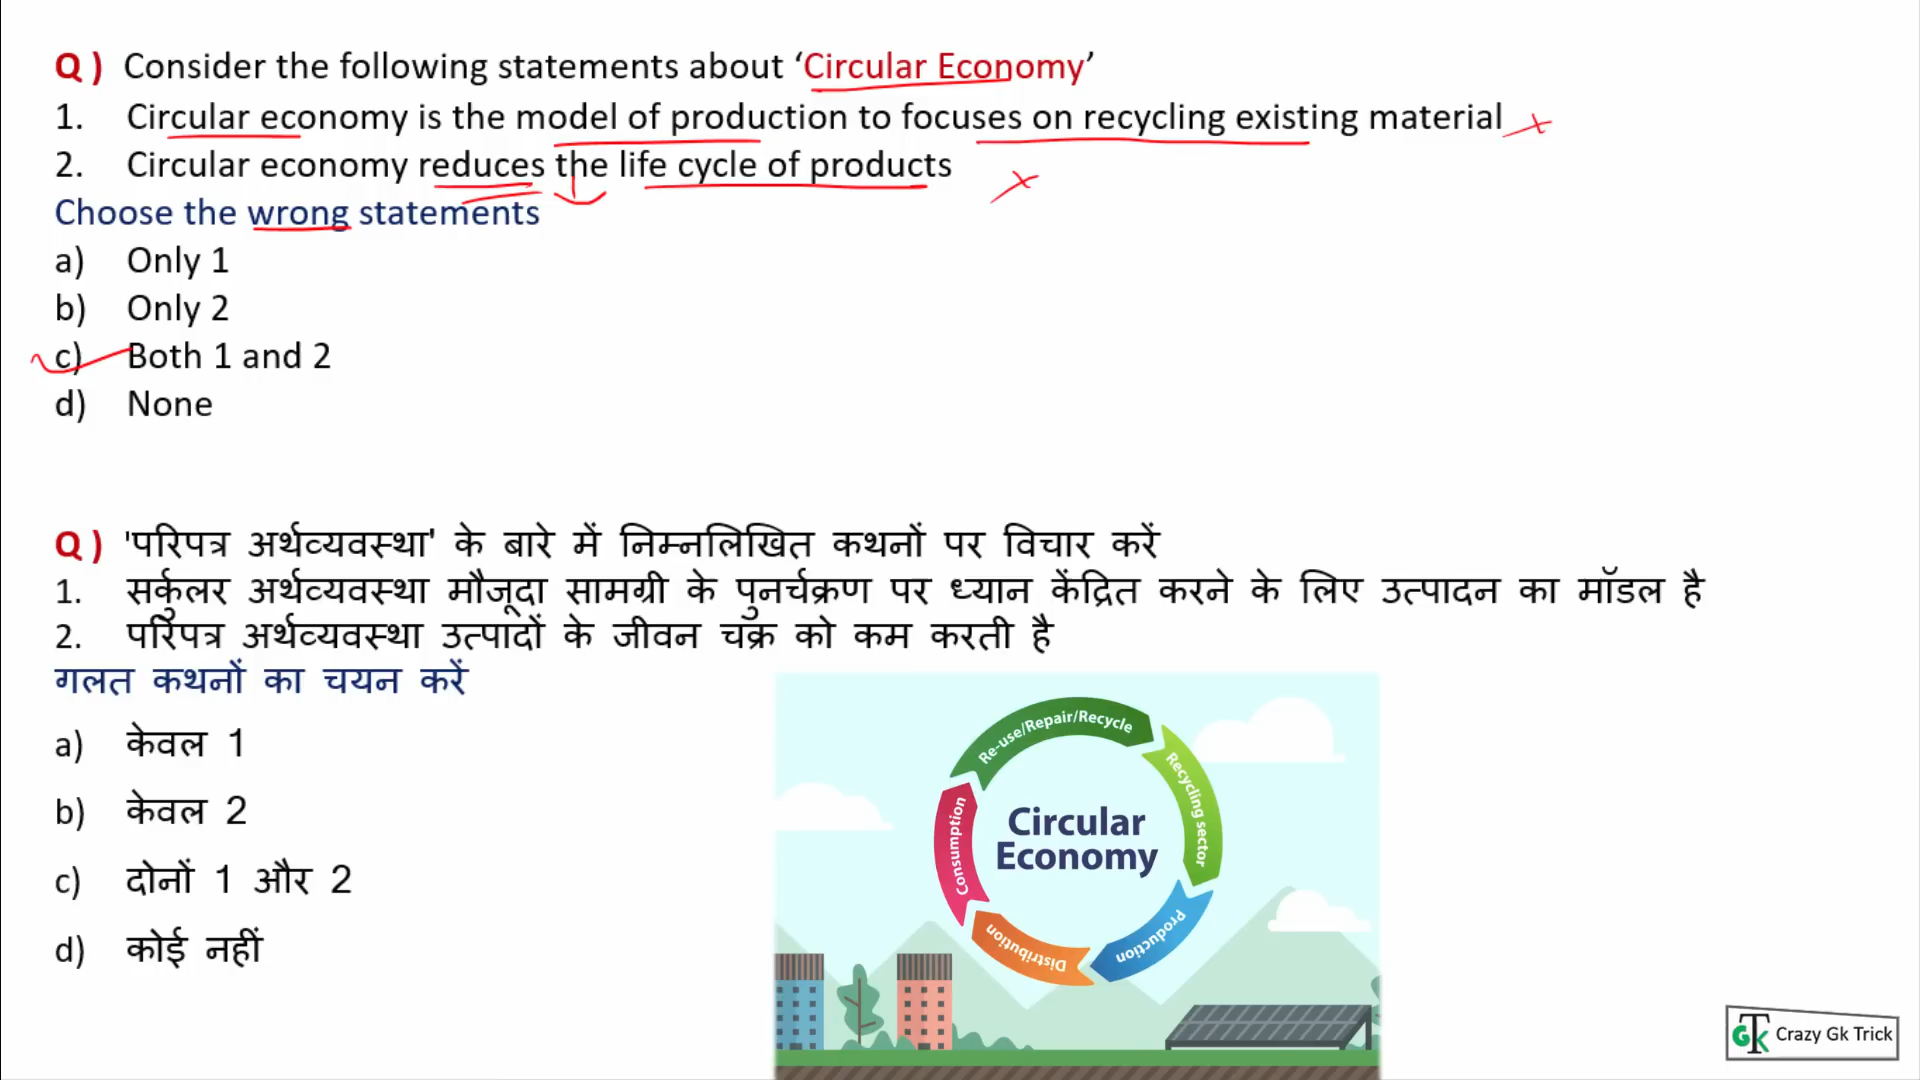 Q ) Consider the following statements about ‘Circular Economy’
1. Circular economy is the model of production to focuses on recycling existing material
2. Circular economy reduces the life cycle of products
Choose the wrong statements
a) Only 1
b) Only 2
c) Both 1 and 2
d) None
Q ) 'परिपत्र अर्थव्यवस्था' के बारे में निम्नलिखित कथनों पर विचार करें
1. सर्कुलर अर्थव्यवस्था मौजूदा सामग्री के पुनर्चक्रण पर ध्यान केंद्रित करने के लिए उत्पादन का मॉडल है
2. परिपत्र अर्थव्यवस्था उत्पादों के जीवन चक्र को कम करती है
गलत कथनों का चयन करें
a) केवल 1
b) केवल 2
c) दोनों 1 और 2
d) कोई नहीं
Re-use/Repair/Recycle
Recycling sector
Production
Distribution
Consumption
Circular
Economy
GTk Crazy Gk Trick